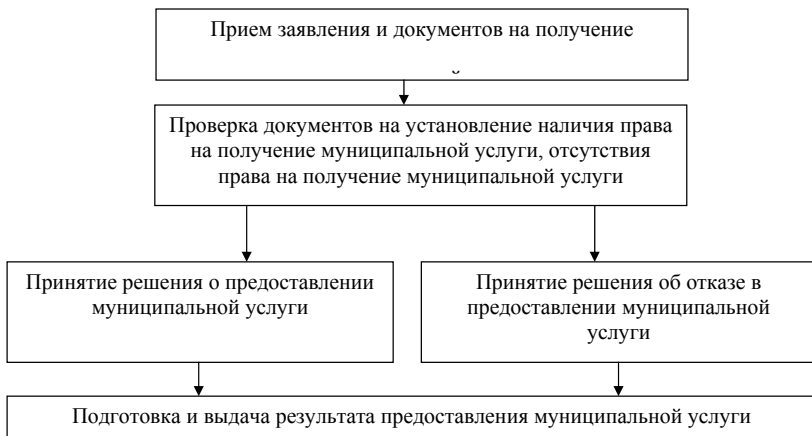 Прием заявления и документов на получение
Проверка документов на установление наличия права
на получение муниципальной услуги, отсутствия
права на получение муниципальной услуги
Принятие решения о предоставлении
муниципальной услуги
Принятие решения об отказе в
предоставлении муниципальной
услуги
Подготовка и выдача результата предоставления муниципальной услуги